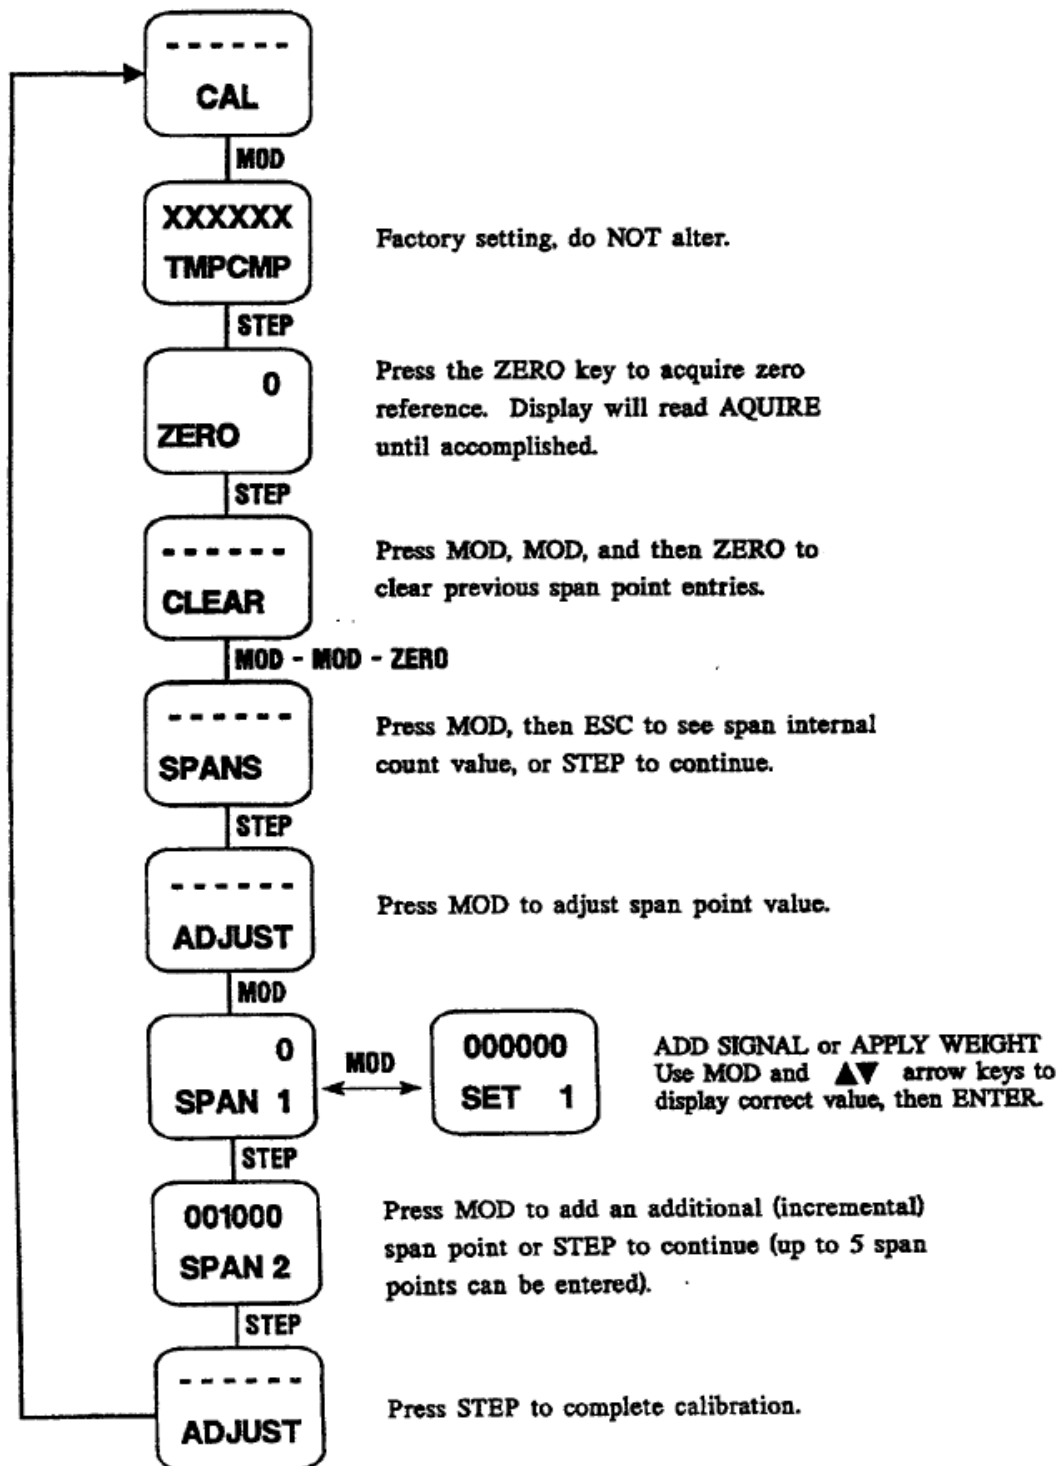 - - - - - -
CAL
MOD
XXXXXX
TMPCMP
Factory setting, do NOT alter.
STEP
0
ZERO
Press the ZERO key to acquire zero
reference. Display will read AQUIRE
until accomplished.
STEP
- - - - - -
CLEAR
Press MOD, MOD, and then ZERO to
clear previous span point entries.
MOD - MOD - ZERO
- - - - - -
SPANS
Press MOD, then ESC to see span internal
count value, or STEP to continue.
STEP
- - - - - -
ADJUST
Press MOD to adjust span point value.
MOD
0
SPAN 1
MOD
000000
SET 1
ADD SIGNAL or APPLY WEIGHT
Use MOD and ▲▼ arrow keys to
display correct value, then ENTER.
STEP
001000
SPAN 2
Press MOD to add an additional (incremental)
span point or STEP to continue (up to 5 span
points can be entered).
STEP
- - - - - -
ADJUST
Press STEP to complete calibration.